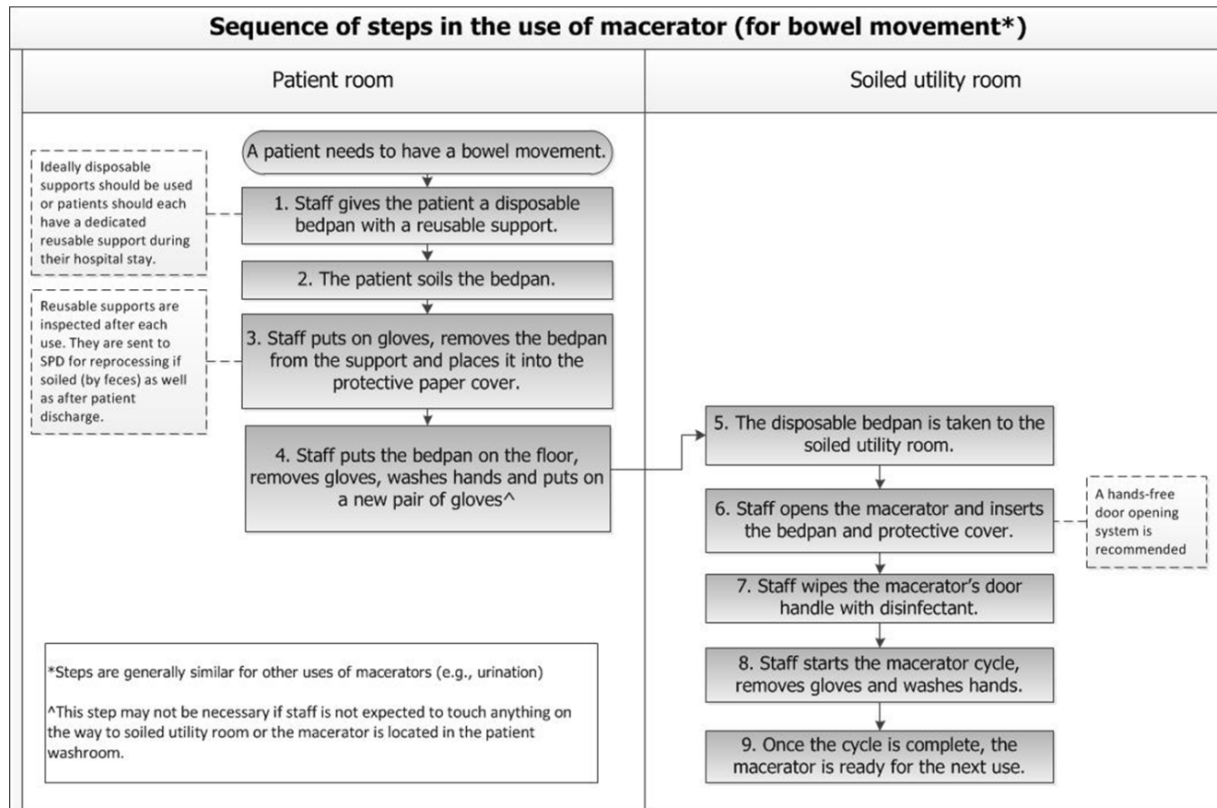 Sequence of steps in the use of macerator (for bowel movement*)
Patient room
Soiled utility room
A patient needs to have a bowel movement.
Ideally disposable
supports should be used
or patients should each
have a dedicated
reusable support during
their hospital stay.
1. Staff gives the patient a disposable
bedpan with a reusable support.
2. The patient soils the bedpan.
Reusable supports are
inspected after each
use. They are sent to
SPD for reprocessing if
soiled (by feces) as well
as after patient
discharge.
3. Staff puts on gloves, removes the bedpan
from the support and places it into the
protective paper cover.
4. Staff puts the bedpan on the floor,
removes gloves, washes hands and puts on
a new pair of gloves^
5. The disposable bedpan is taken to the
soiled utility room.
6. Staff opens the macerator and inserts
the bedpan and protective cover.
A hands-free
door opening
system is
recommended
7. Staff wipes the macerator’s door
handle with disinfectant.
8. Staff starts the macerator cycle,
removes gloves and washes hands.
9. Once the cycle is complete, the
macerator is ready for the next use.
*Steps are generally similar for other uses of macerators (e.g., urination)
^This step may not be necessary if staff is not expected to touch anything on
the way to soiled utility room or the macerator is located in the patient
washroom.